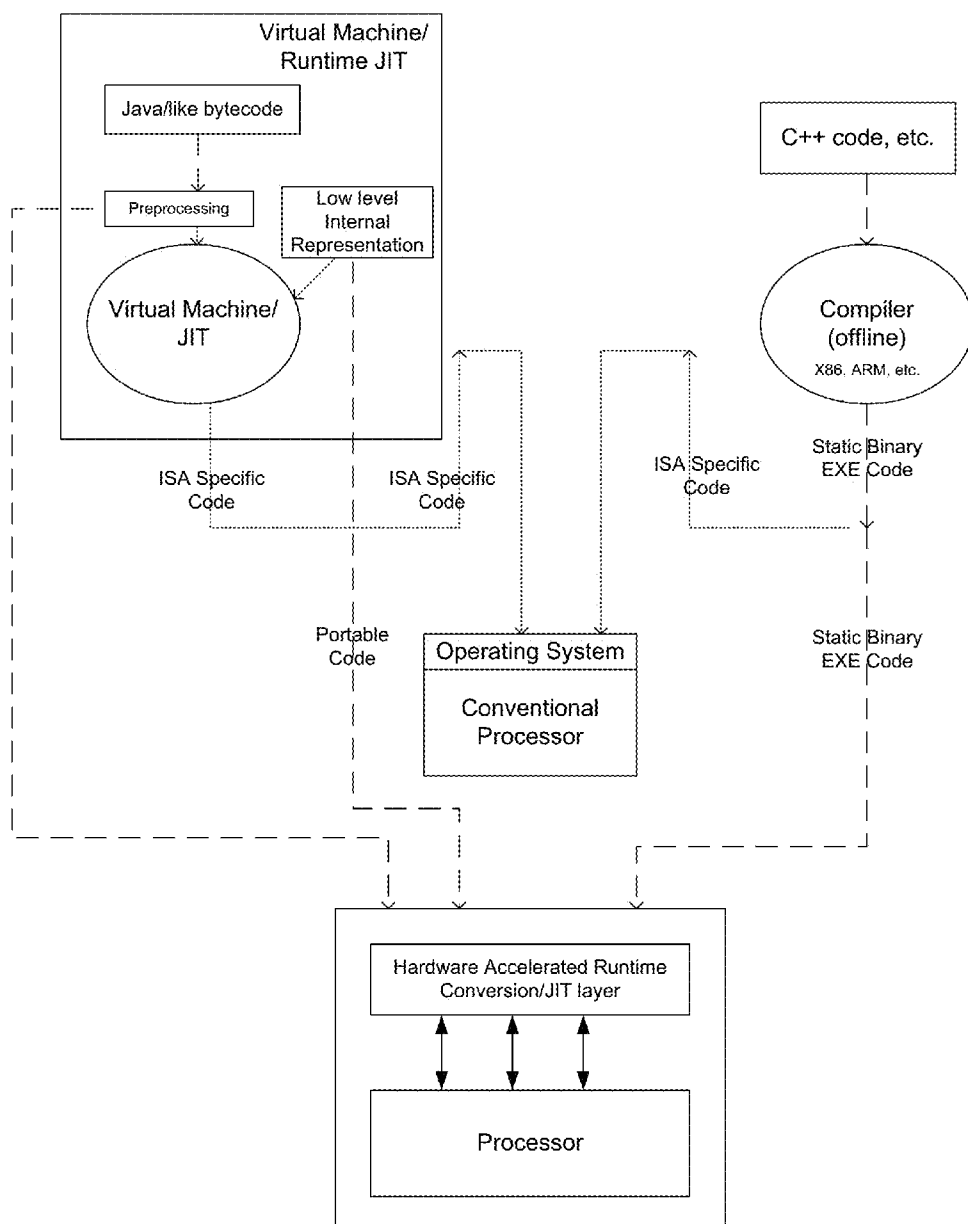 Virtual Machine/
Runtime JIT
Java/like bytecode
Preprocessing
Low level
Internal
Representation
Virtual Machine/
JIT
C++ code, etc.
Compiler
(offline)
X86, ARM, etc.
ISA Specific
Code
ISA Specific
Code
ISA Specific
Code
Static Binary
EXE Code
Portable
Code
Static Binary
EXE Code
Operating System
Conventional
Processor
Hardware Accelerated Runtime
Conversion/JIT layer
Processor